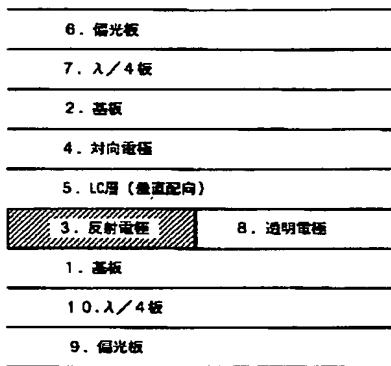 6. 偏光板
7. λ／4板
2. 基板
4. 対向電極
5. LC層 (垂直配向)
3. 反射電極 8. 透明電極
1. 基板
10.λ／4板
9. 偏光板